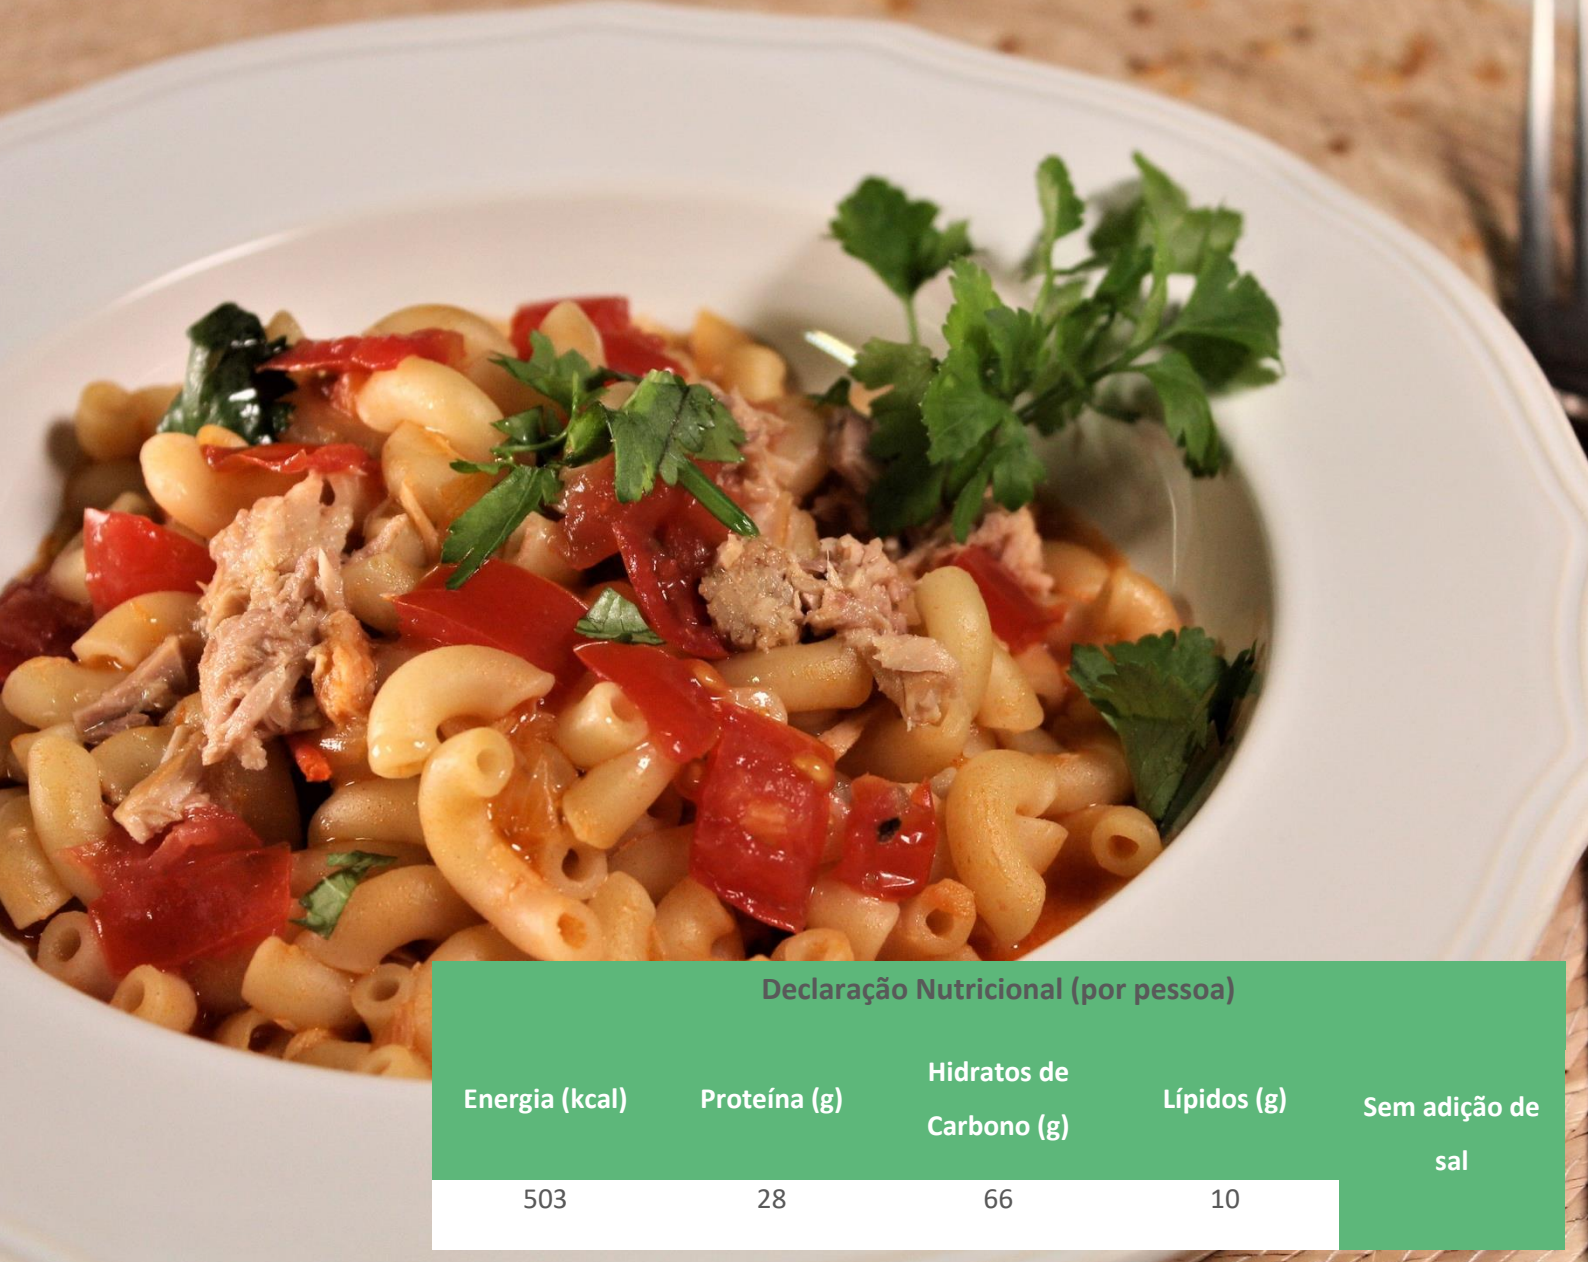 Declaração Nutricional (por pessoa)
Energia (kcal)
Proteína (g)
Hidratos de
Carbono (g)
Lípidos (g)
Sem adição de
sal
503
28
66
10